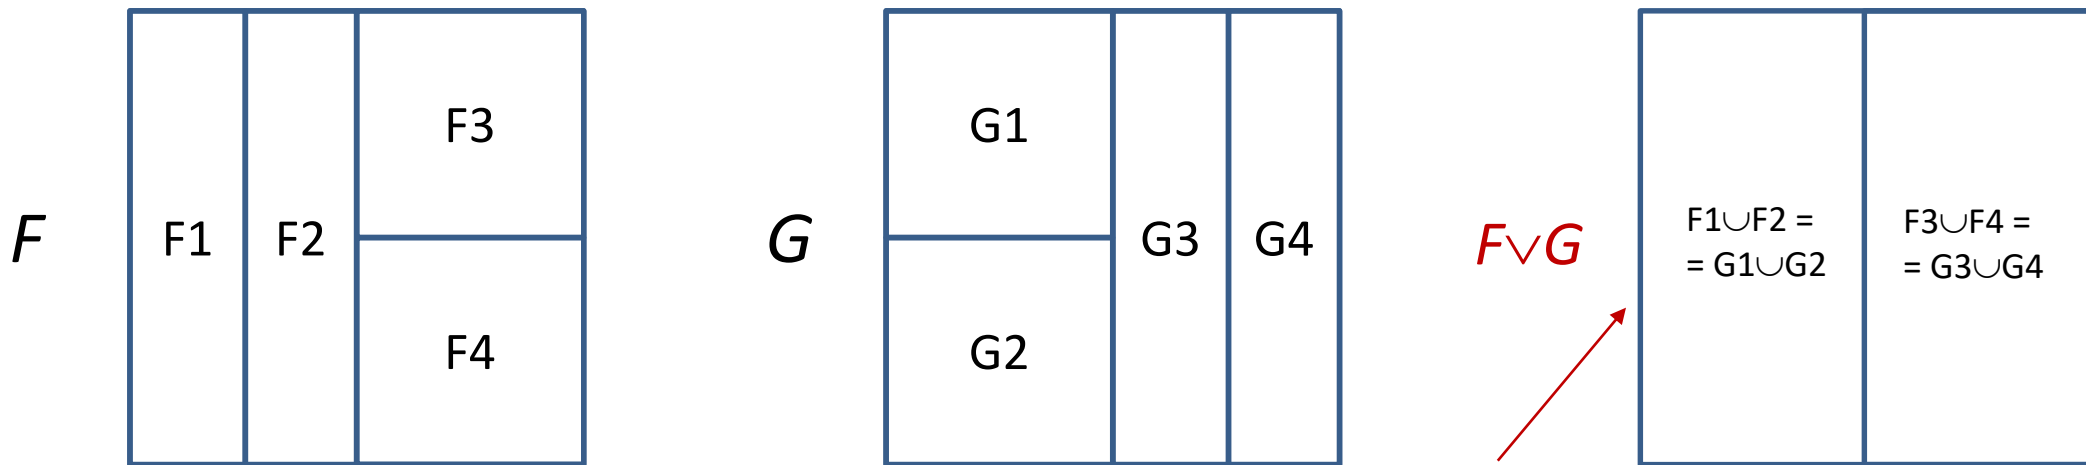 F
F1
F2
F3
F4
G
G1
G2
G3
G4
F∨G
F1∪F2 =
= G1∪G2
F3∪F4 =
= G3∪G4